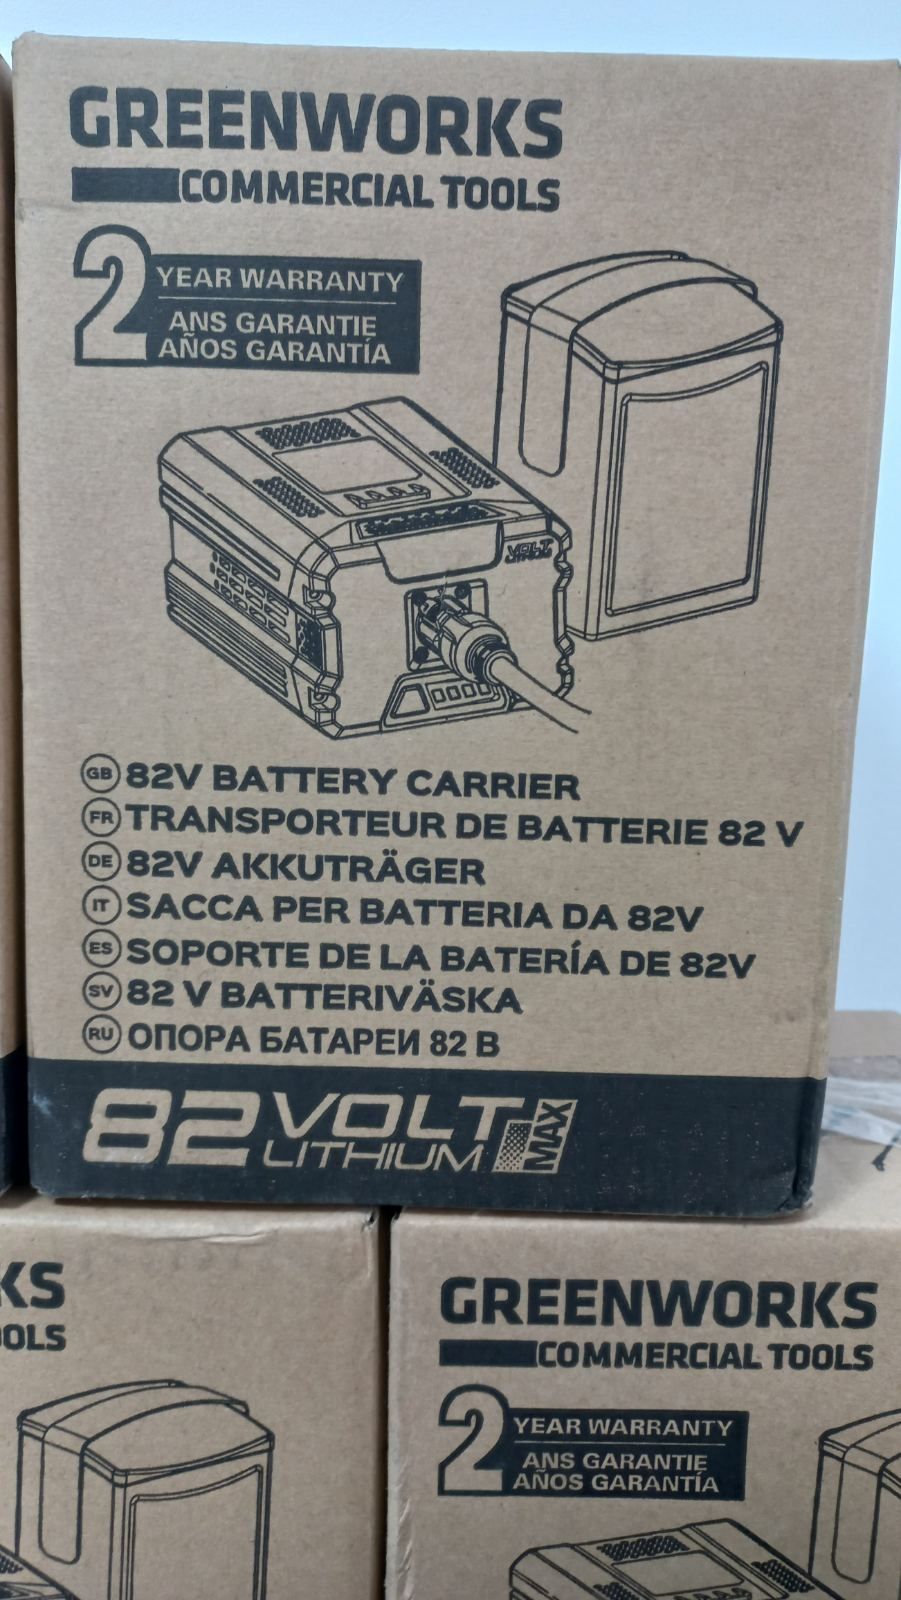 GREENWORKS
COMMERCIAL TOOLS
2 YEAR WARRANTY
ANS GARANTIE
AÑOS GARANTÍA
VOLT
LITHIUM
GB 82V BATTERY CARRIER
FR TRANSPORTEUR DE BATTERIE 82 V
DE 82V AKKUTRÄGER
IT SACCA PER BATTERIA DA 82V
ES SOPORTE DE LA BATERÍA DE 82V
SV 82 V BATTERIVÄSKA
RU ОПОРА БАТАРЕИ 82 В
82 VOLT
LITHIUM MAX
KS
OOLS
GREENWORKS
COMMERCIAL TOOLS
2 YEAR WARRANTY
ANS GARANTIE
AÑOS GARANTÍA